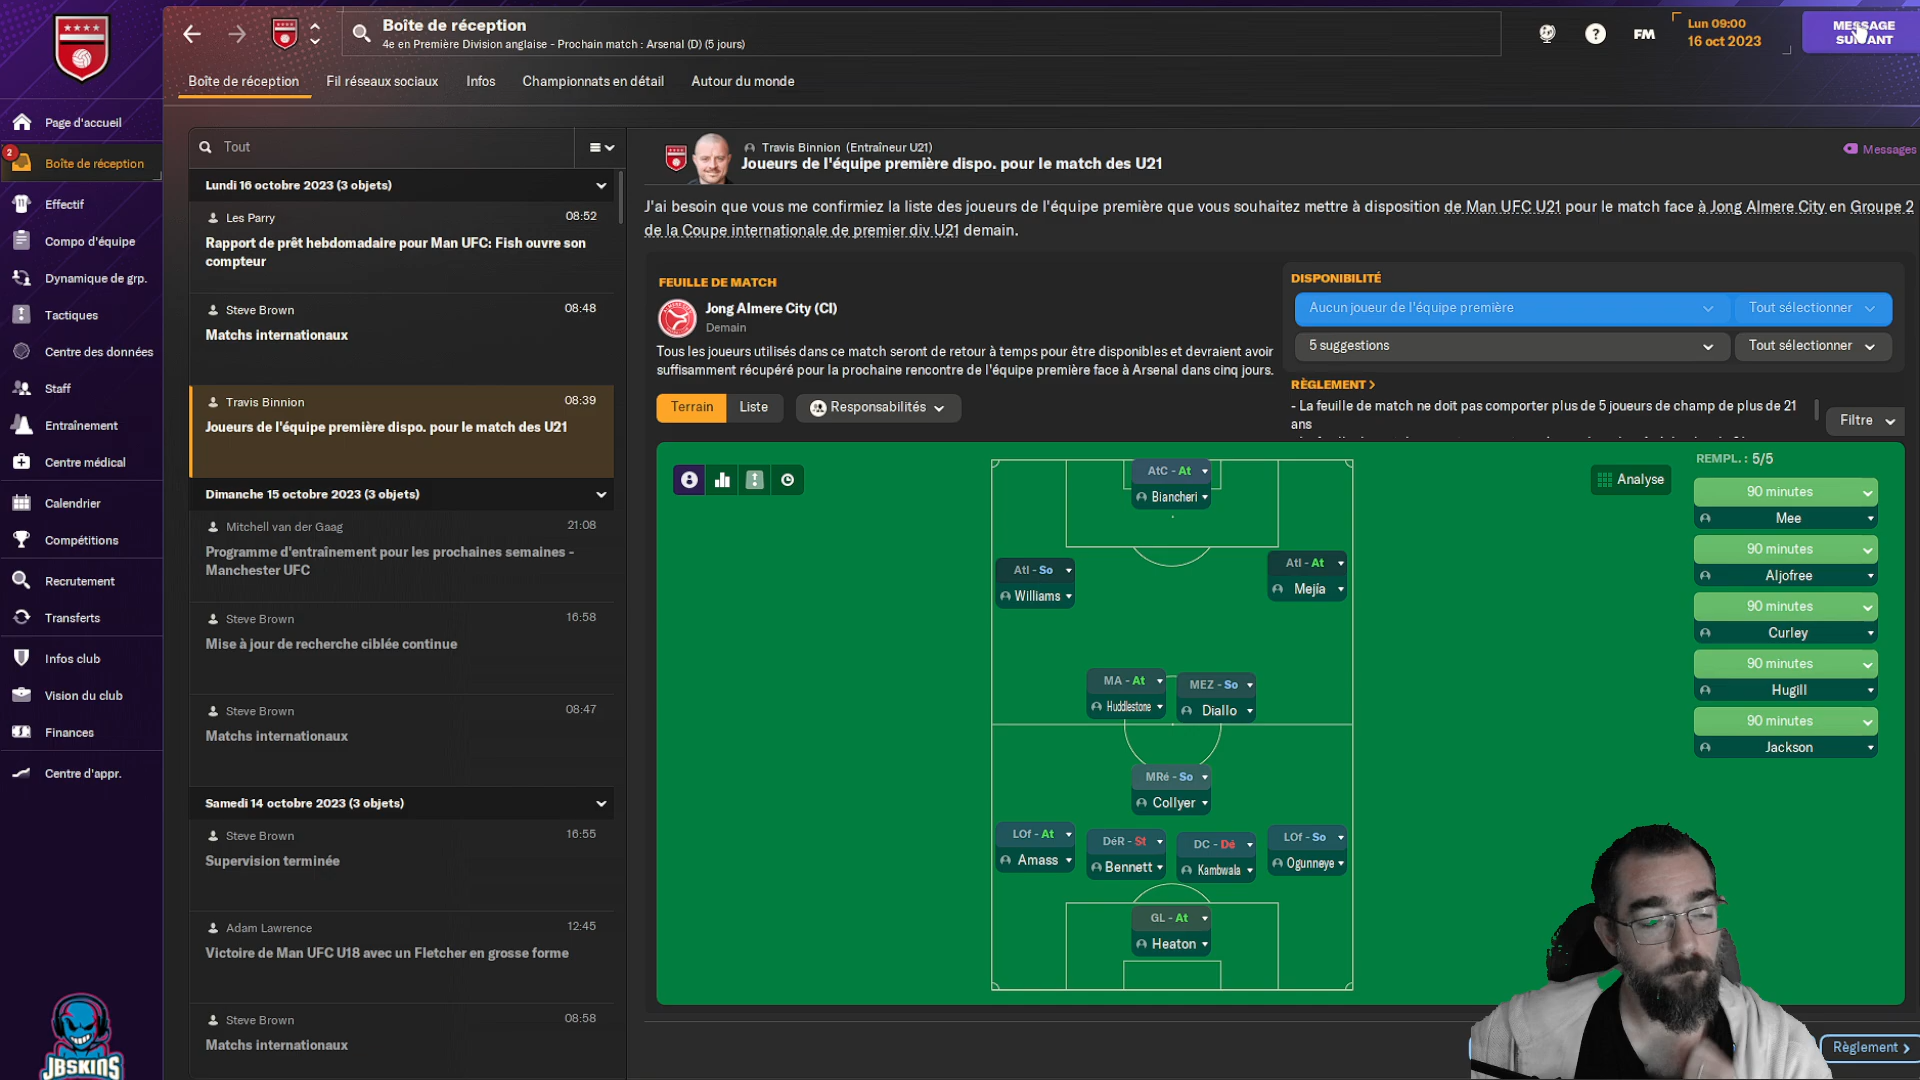 Boîte de réception
4e en Première Division anglaise - Prochain match : Arsenal (D) (5 jours)
FM
Lun 09:00
16 oct 2023
MESSAGE
SUIVANT
Boîte de réception
Fil réseaux sociaux
Infos
Championnats en détail
Autour du monde
Page d'accueil
2
Boîte de réception
Effectif
Compo d'équipe
Dynamique de grp.
Tactiques
Centre des données
Staff
Entraînement
Centre médical
Calendrier
Compétitions
Recrutement
Transferts
Infos club
Vision du club
Finances
Centre d'appr.
JBSKINS
Tout
Lundi 16 octobre 2023 (3 objets)
Les Parry
08:52
Rapport de prêt hebdomadaire pour Man UFC: Fish ouvre son
compteur
Steve Brown
08:48
Matchs internationaux
Travis Binnion
08:39
Joueurs de l'équipe première dispo. pour le match des U21
Dimanche 15 octobre 2023 (3 objets)
Mitchell van der Gaag
21:08
Programme d'entraînement pour les prochaines semaines -
Manchester UFC
Steve Brown
16:58
Mise à jour de recherche ciblée continue
Steve Brown
08:47
Matchs internationaux
Samedi 14 octobre 2023 (3 objets)
Steve Brown
16:55
Supervision terminée
Adam Lawrence
12:45
Victoire de Man UFC U18 avec un Fletcher en grosse forme
Steve Brown
08:58
Matchs internationaux
Travis Binnion (Entraîneur U21)
Joueurs de l'équipe première dispo. pour le match des U21
Messages
J'ai besoin que vous me confirmiez la liste des joueurs de l'équipe première que vous souhaitez mettre à disposition de Man UFC U21 pour le match face à Jong Almere City en Groupe 2
de la Coupe internationale de premier div U21 demain.
FEUILLE DE MATCH
Jong Almere City (CI)
Demain
Tous les joueurs utilisés dans ce match seront de retour à temps pour être disponibles et devraient avoir
suffisamment récupéré pour la prochaine rencontre de l'équipe première face à Arsenal dans cinq jours.
DISPONIBILITÉ
Aucun joueur de l'équipe première
Tout sélectionner
5 suggestions
Tout sélectionner
RÈGLEMENT >
- La feuille de match ne doit pas comporter plus de 5 joueurs de champ de plus de 21
ans
Filtre
Terrain
Liste
Responsabilités
Analyse
REMPL. : 5/5
90 minutes
Mee
90 minutes
Aljofree
90 minutes
Curley
90 minutes
Hugill
90 minutes
Jackson
AtC - At
Biancheri
AtI - So
Williams
AtI - At
Mejía
MA - At
Huddlestone
MEZ - So
Diallo
MRé - So
Collyer
LOf - At
Amass
DéR - St
Bennett
DC - Dé
Kambwala
LOf - So
Ogunneye
GL - At
Heaton
Règlement >